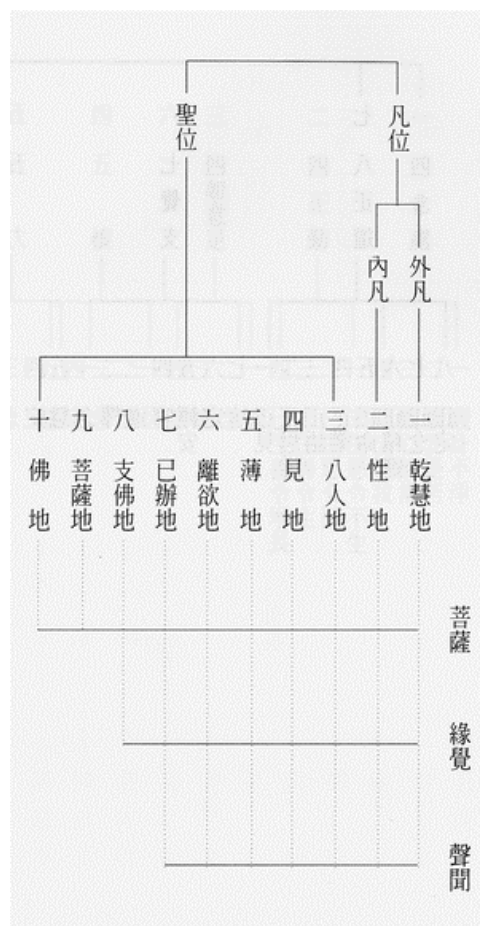 凡位
聖位
外凡
內凡
一 乾慧地
二 性地
三 八人地
四 見地
五 薄地
六 離欲地
七 已辦地
八 支佛地
九 菩薩地
十 佛地
菩薩
緣覺
聲聞